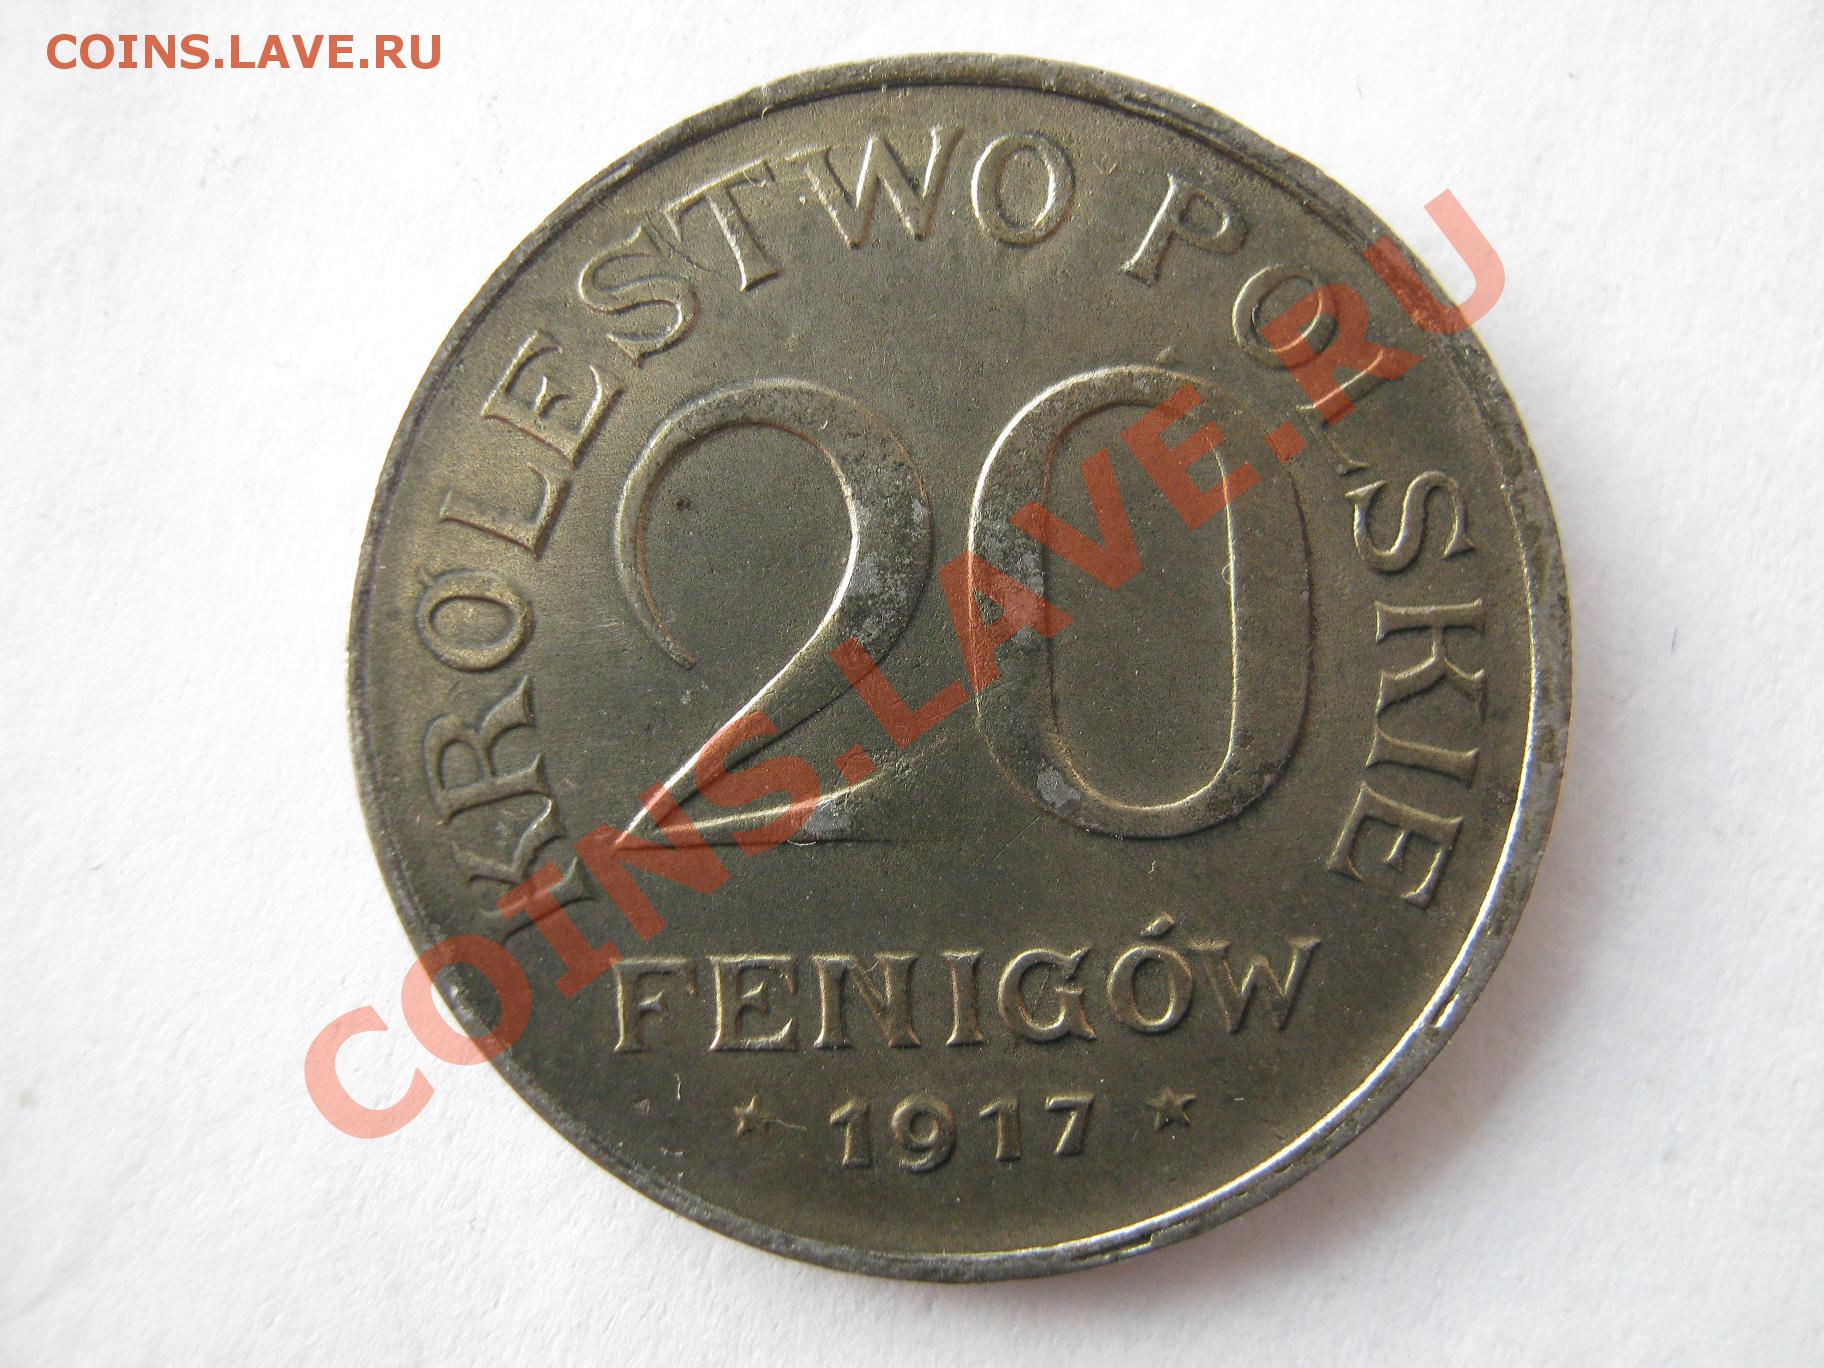 COINS.LAVE.RU
KRÓLESTWO POLSKIE
20
FENIGÓW
★ 1917 ★
COINS.LAVE.RU